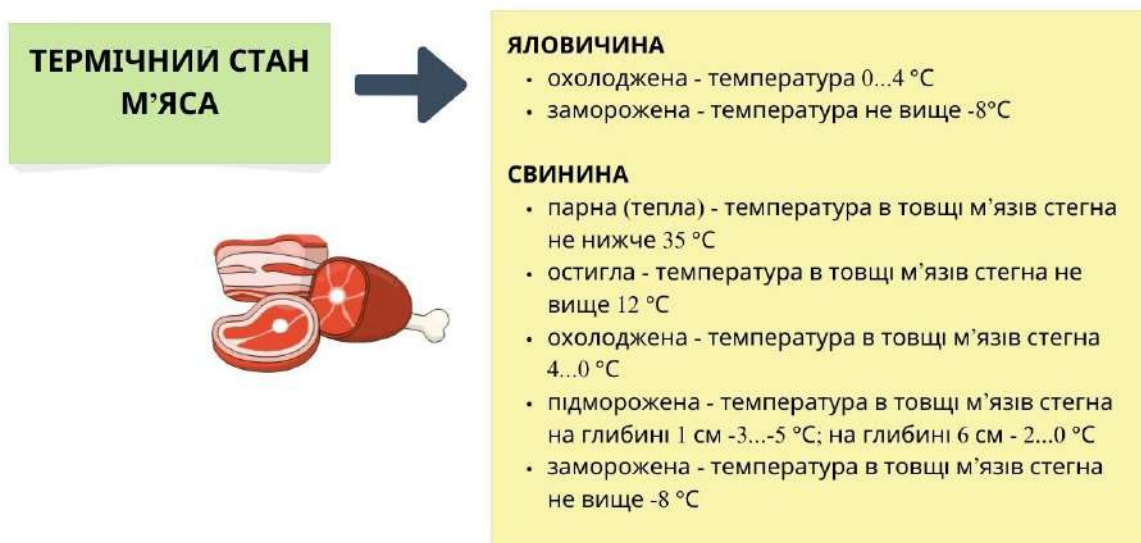 ТЕРМІЧНИЙ СТАН
М’ЯСА
ЯЛОВИЧИНА
• охолоджена - температура 0...4 °С
• заморожена - температура не вище -8°С
СВИНИНА
• парна (тепла) - температура в товщі м’язів стегна
не нижче 35 °С
• остигла - температура в товщі м’язів стегна не
вище 12 °С
• охолоджена - температура в товщі м’язів стегна
4...0 °С
• підморожена - температура в товщі м’язів стегна
на глибині 1 см -3...-5 °С; на глибині 6 см - 2...0 °С
• заморожена - температура в товщі м’язів стегна
не вище -8 °С